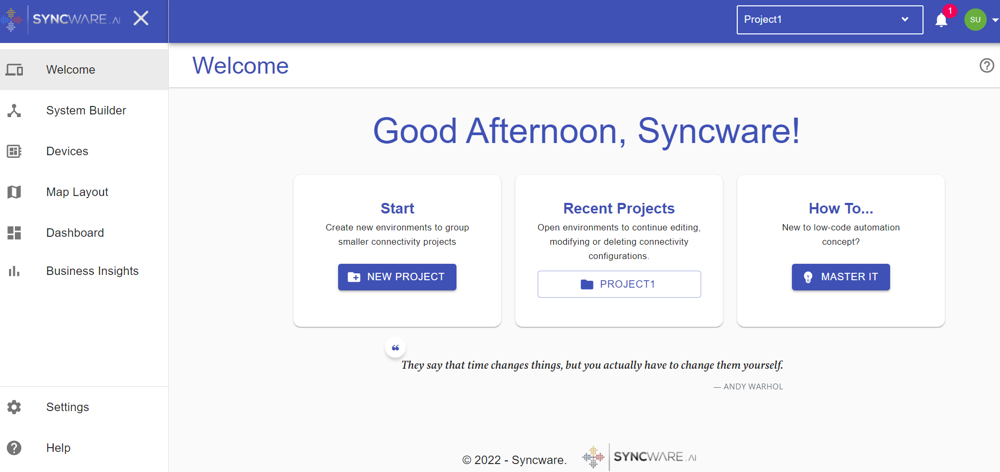 SYNCWARE.AI
Project1
1
SU
Welcome
System Builder
Devices
Map Layout
Dashboard
Business Insights
Settings
Help
Welcome
Good Afternoon, Syncware!
Start
Create new environments to group
smaller connectivity projects
NEW PROJECT
Recent Projects
Open environments to continue editing,
modifying or deleting connectivity
configurations.
PROJECT1
How To...
New to low-code automation
concept?
MASTER IT
❝
They say that time changes things, but you actually have to change them yourself.
— ANDY WARHOL
© 2022 - Syncware.
SYNCWARE.AI